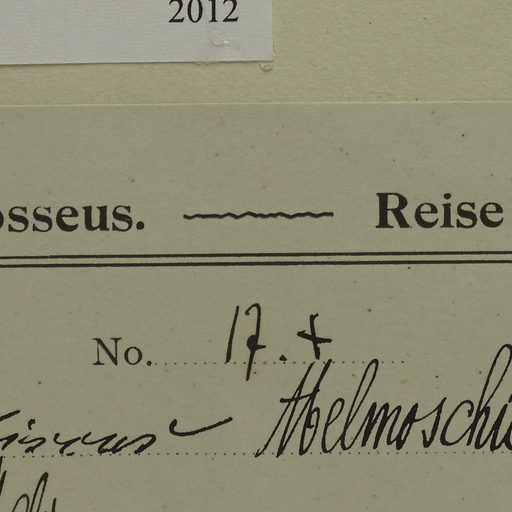 2012
osseus. Reise
No. 17. +
Abelmoschu